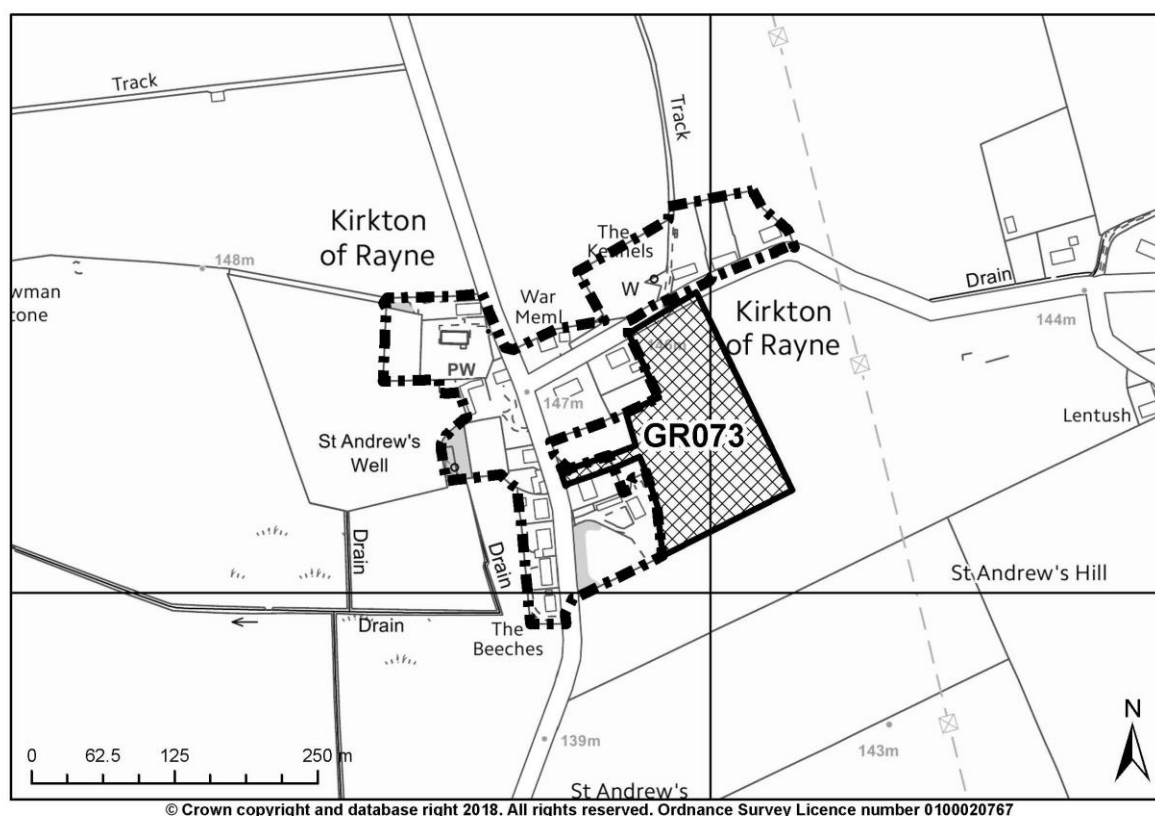 Track
Track
Kirkton
of Rayne
The
Kennels
148m
War
Meml
W
Drain
Kirkton
of Rayne
144m
wman
tone
PW
147m
Lentush
GR073
St Andrew's
Well
Drain
Drain
St Andrew's Hill
Drain
The
Beeches
N
0 62.5 125 250 m
139m
143m
St Andrew's
© Crown copyright and database right 2018. All rights reserved. Ordnance Survey Licence number 0100020767